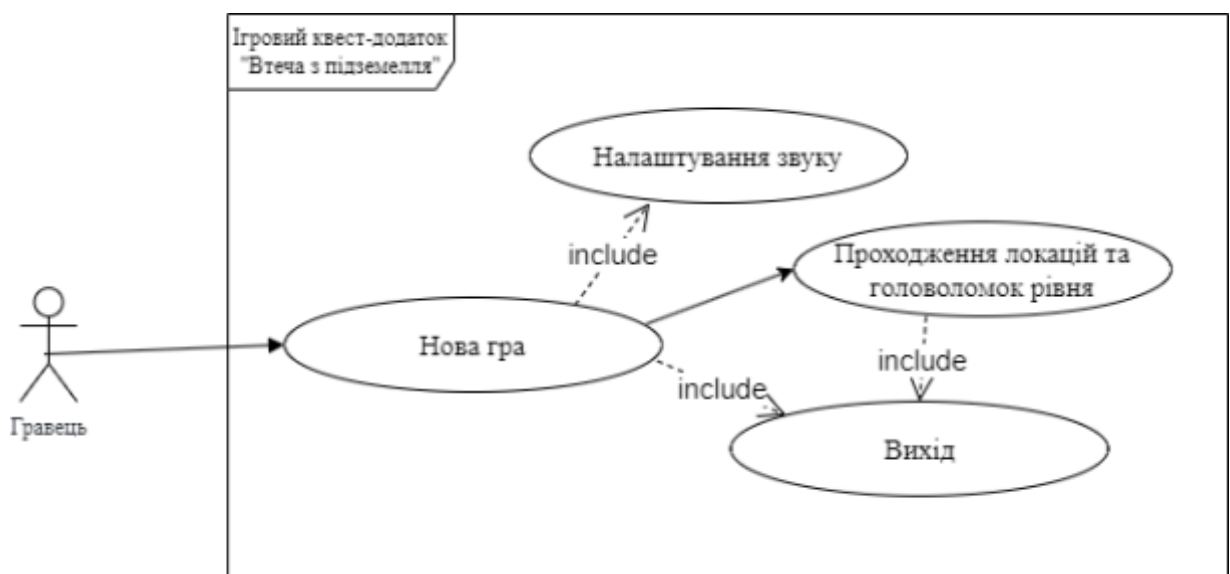 Ігровий квест-додаток
"Втеча з підземелля"
Налаштування звуку
include
Проходження локацій та
головоломок рівня
Нова гра
include
include
Вихід
Гравець